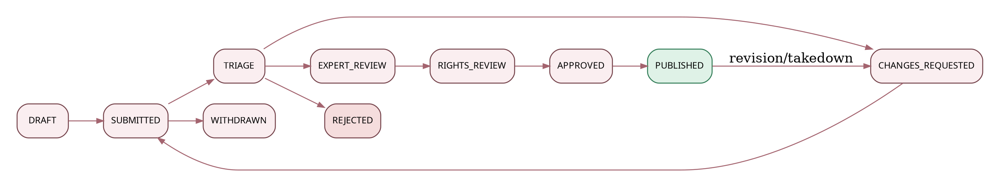 TRIAGE
EXPERT_REVIEW
RIGHTS_REVIEW
APPROVED
PUBLISHED
revision/takedown
CHANGES_REQUESTED
DRAFT
SUBMITTED
WITHDRAWN
REJECTED